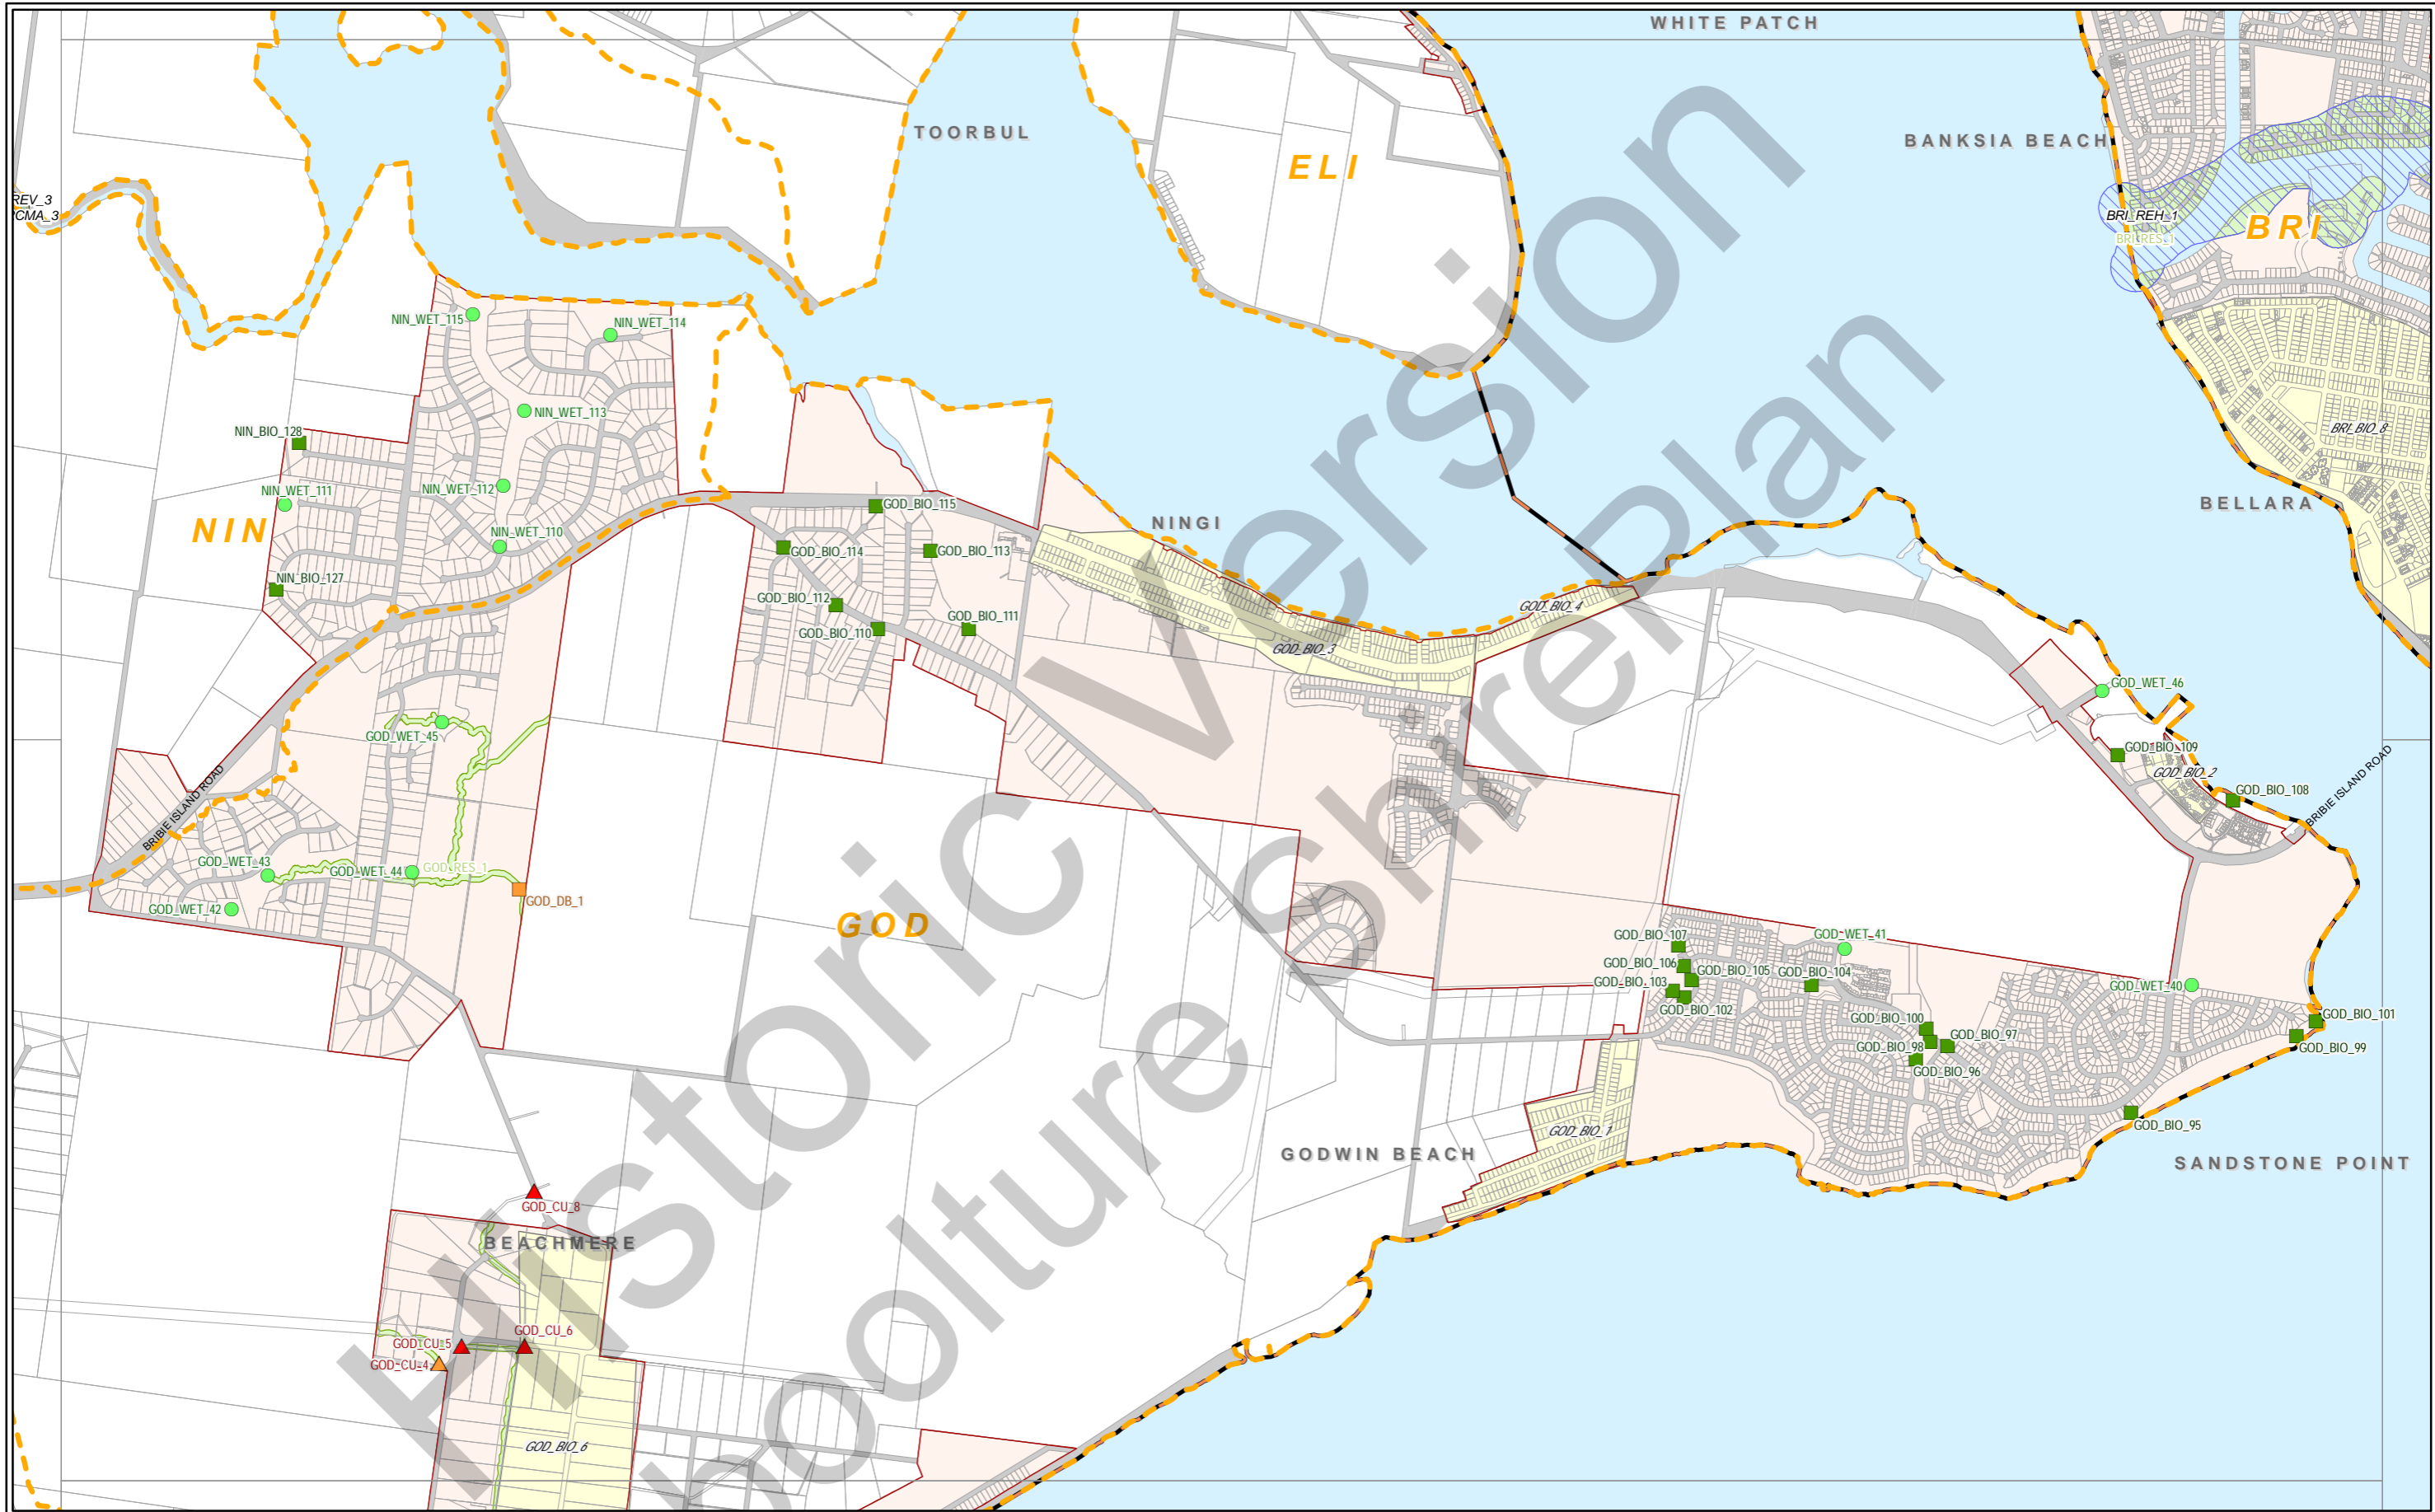 WHITE PATCH
TOORBUL
BANKSIA BEACH
ELI
REV_3
CMA_3
BRI_REH_1
BRI
BRI_RES_1
NIN_WET_115
NIN_WET_114
NIN_WET_113
NIN_BIO_128
BRI_BIO_8
NIN_WET_112
NIN_WET_111
BELLARA
GOD_BIO_115
NINGI
NIN
NIN_WET_110
GOD_BIO_114
GOD_BIO_113
NIN_BIO_127
GOD_BIO_112
GOD_BIO_4
GOD_BIO_111
GOD_BIO_110
GOD_BIO_3
GOD_WET_46
GOD_WET_45
GOD_BIO_109
GOD_BIO_2
GOD_BIO_108
BRIBIE ISLAND ROAD
BRIBIE ISLAND ROAD
GOD_WET_43
GOD_WET_44
GOD_RES_1
GOD_DB_1
GOD_WET_42
GOD
GOD_WET_41
GOD_BIO_107
GOD_BIO_106
GOD_BIO_105
GOD_BIO_104
GOD_BIO_103
GOD_WET_40
GOD_BIO_102
GOD_BIO_100
GOD_BIO_101
GOD_BIO_97
GOD_BIO_98
GOD_BIO_99
GOD_BIO_96
GOD_BIO_95
GOD_BIO_1
GODWIN BEACH
SANDSTONE POINT
GOD_CU_8
BEACHMERE
GOD_CU_6
GOD_CU_5
GOD_CU_4
GOD_BIO_6
Historic Version
boolture ShirePlan